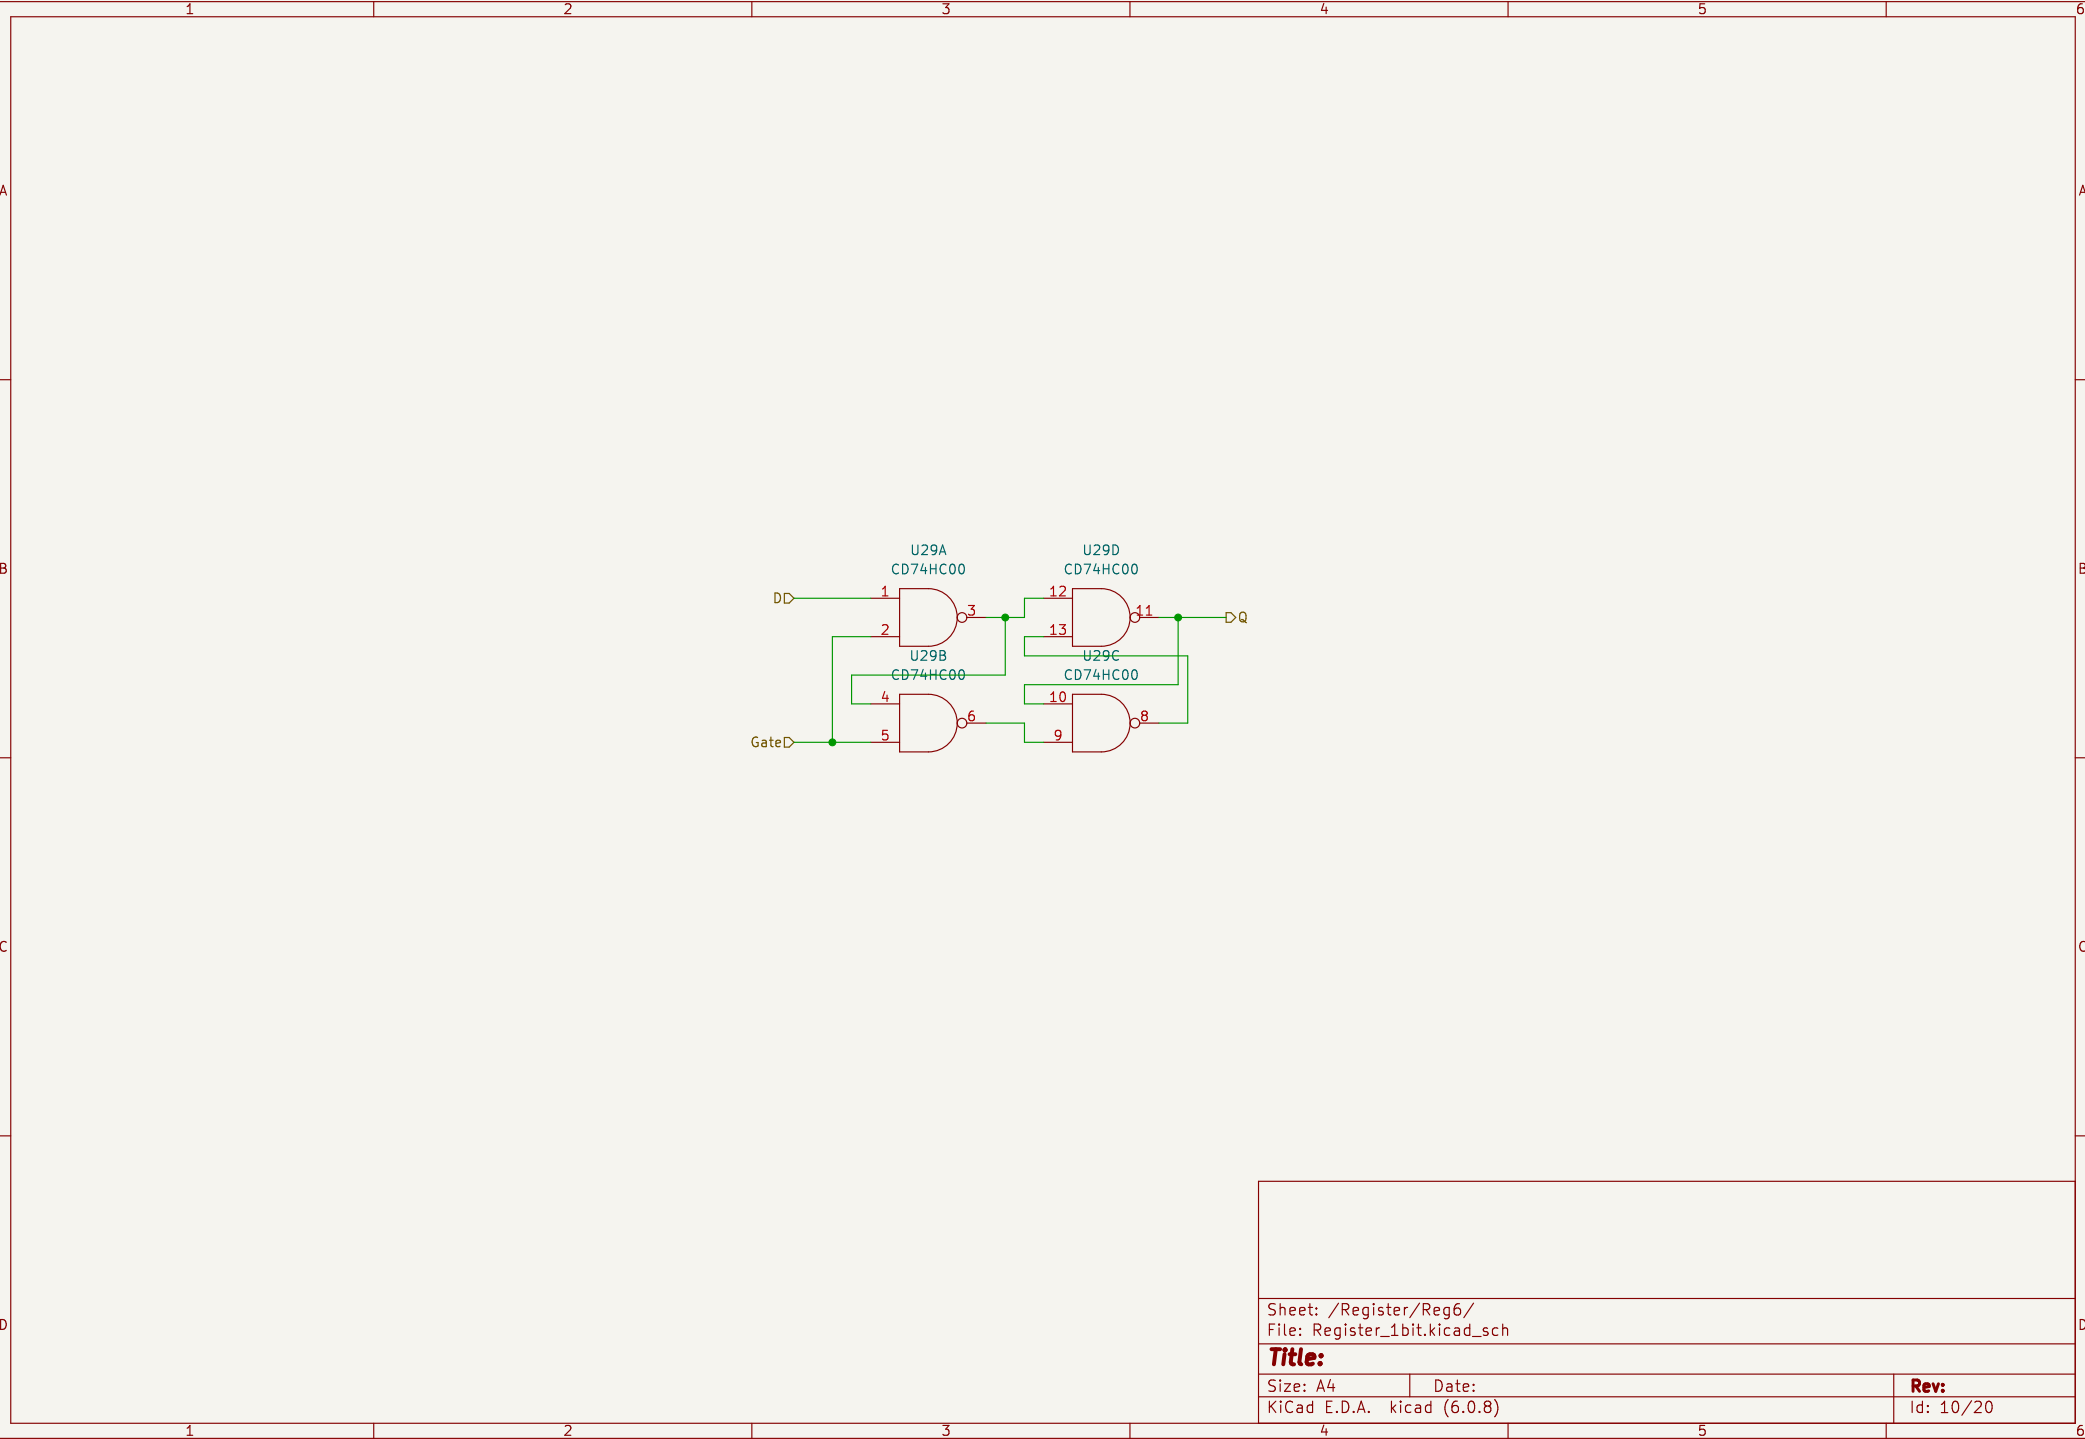 1 2 3 4 5 6
A A
B B
C C
D D
U29A
CD74HC00
U29D
CD74HC00
D 1 2 3
12 13 11 Q
U29B
CD74HC00
U29C
CD74HC00
Gate 4 5 6
10 9 8
Sheet: /Register/Reg6/
File: Register_1bit.kicad_sch
Title:
Size: A4 Date: Rev:
KiCad E.D.A. kicad (6.0.8) Id: 10/20
1 2 3 4 5 6